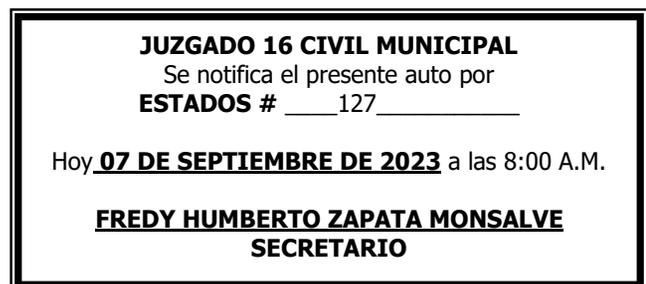 JUZGADO 16 CIVIL MUNICIPAL
Se notifica el presente auto por
ESTADOS # ____127___________
Hoy 07 DE SEPTIEMBRE DE 2023 a las 8:00 A.M.
FREDY HUMBERTO ZAPATA MONSALVE
SECRETARIO